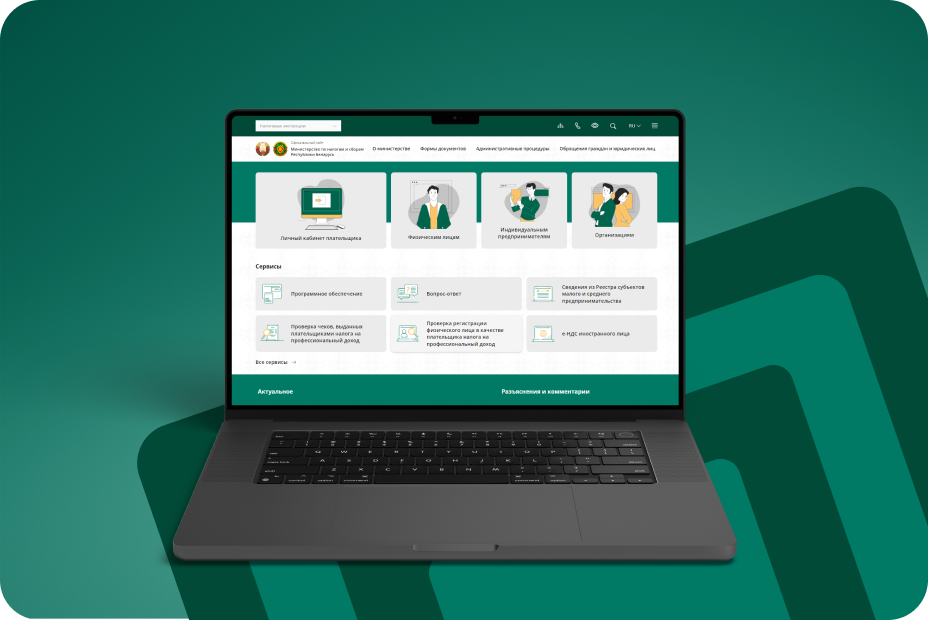 Налоговые инспекции
RU
Официальный сайт
Министерство по налогам и сборам
Республики Беларусь
О министерстве
Формы документов
Административные процедуры
Обращения граждан и юридических лиц
Личный кабинет плательщика
Физическим лицам
Индивидуальным
предпринимателям
Организациям
Сервисы
Программное обеспечение
Вопрос-ответ
Сведения из Реестра субъектов
малого и среднего
предпринимательства
Проверка чеков, выданных
плательщиками налога на
профессиональный доход
Проверка регистрации
физического лица в качестве
плательщика налога на
профессиональный доход
е-НДС иностранного лица
Все сервисы →
Актуальное
Разъяснения и комментарии
Q W E R T Y U I O P
A S D F G H J K L
Z X C V B N M